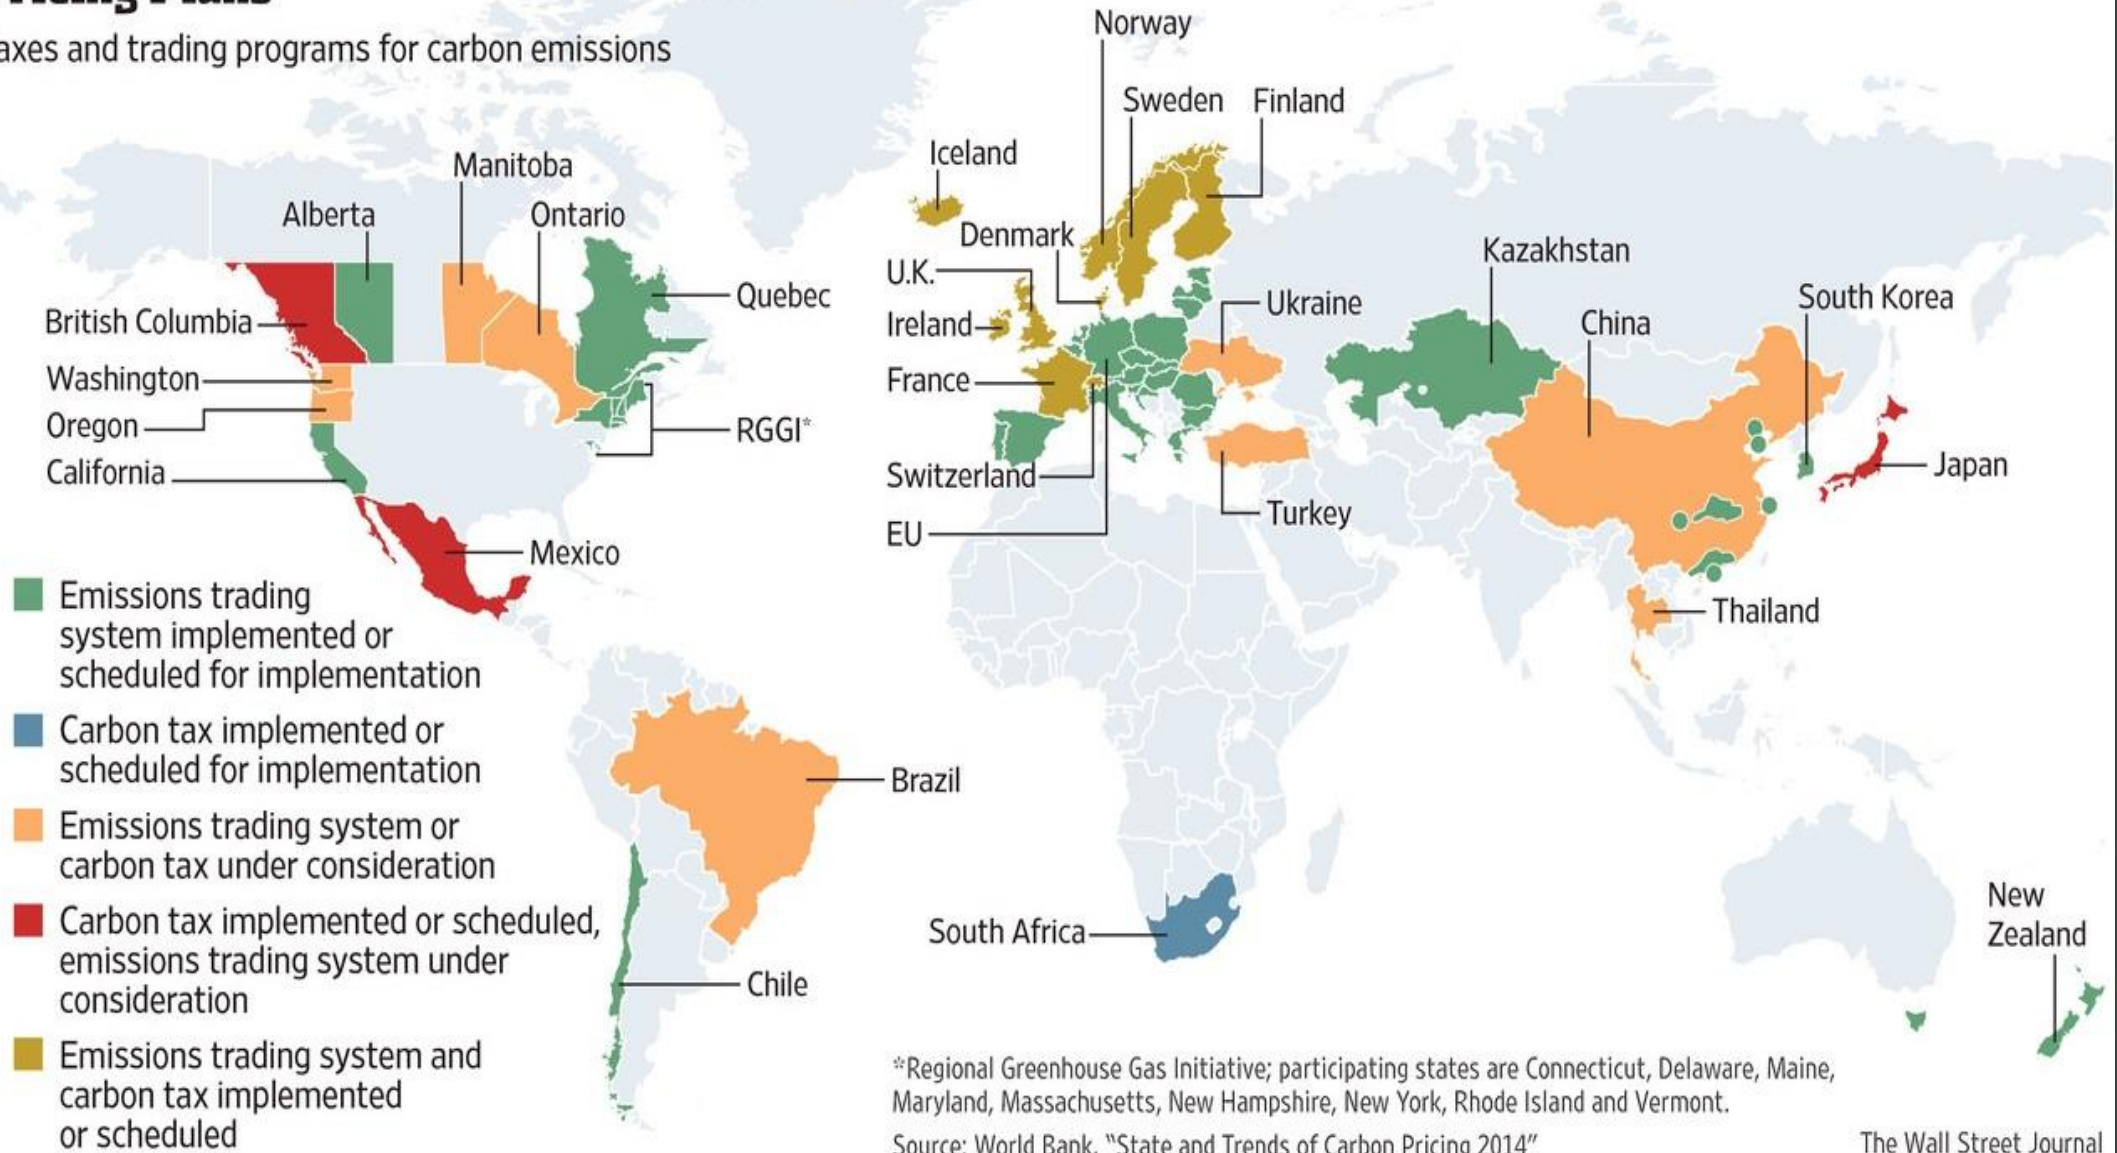 Plans
axes and trading programs for carbon emissions
Norway
Sweden
Finland
Iceland
Manitoba
Alberta
Ontario
Denmark
Kazakhstan
U.K.
Quebec
Ukraine
South Korea
British Columbia
Ireland
China
Washington
France
Oregon
RGGI*
California
Switzerland
Japan
Turkey
EU
Mexico
Thailand
Brazil
New
Zealand
South Africa
Chile
Emissions trading
system implemented or
scheduled for implementation
Carbon tax implemented or
scheduled for implementation
Emissions trading system or
carbon tax under consideration
Carbon tax implemented or scheduled,
emissions trading system under
consideration
Emissions trading system and
carbon tax implemented
or scheduled
*Regional Greenhouse Gas Initiative; participating states are Connecticut, Delaware, Maine,
Maryland, Massachusetts, New Hampshire, New York, Rhode Island and Vermont.
Source: World Bank, “State and Trends of Carbon Pricing 2014”
The Wall Street Journal